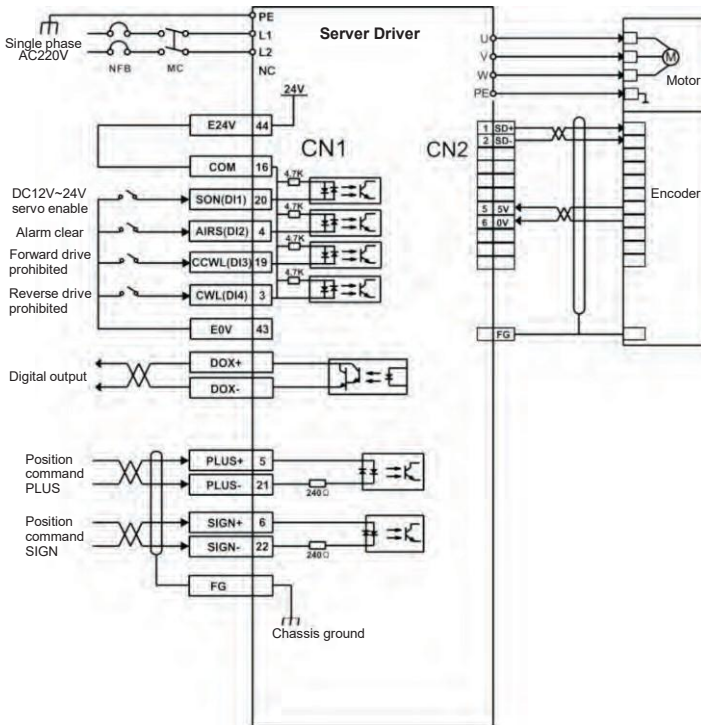 PE
Server Driver
Single phase
AC220V
L1
L2
NFB
MC
NC
U
V
W
PE
M
Motor
24V
E24V 44
CN1
CN2
COM 16
4.7K
DC12V~24V
servo enable
SON(DI1) 20
4.7K
Alarm clear
AIRS(DI2) 4
4.7K
Forward drive
prohibited
CCWL(DI3) 19
4.7K
Reverse drive
prohibited
CWL(DI4) 3
E0V 43
1 SD+
2 SD-
5 5V
6 0V
Encoder
FG
Digital output
DOX+
DOX-
Position
command
PLUS
PLUS+ 5
PLUS- 21
240Ω
Position
command
SIGN
SIGN+ 6
SIGN- 22
240Ω
FG
Chassis ground